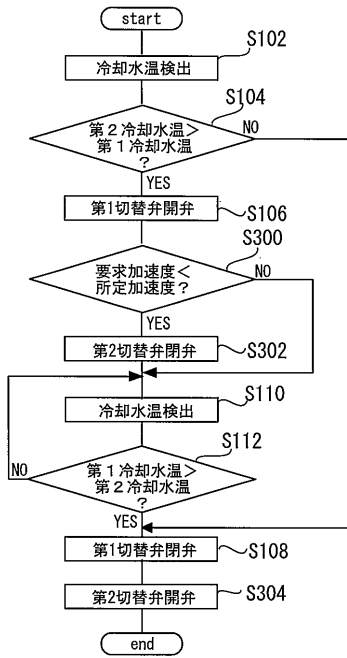 start
S102
冷却水温検出
S104
第2冷却水温>
第1冷却水温
?
NO
YES
第1切替弁開弁
S106
S300
要求加速度<
所定加速度?
NO
YES
第2切替弁閉弁
S302
S110
冷却水温検出
S112
第1冷却水温>
第2冷却水温
?
NO
YES
第1切替弁閉弁
S108
第2切替弁開弁
S304
end